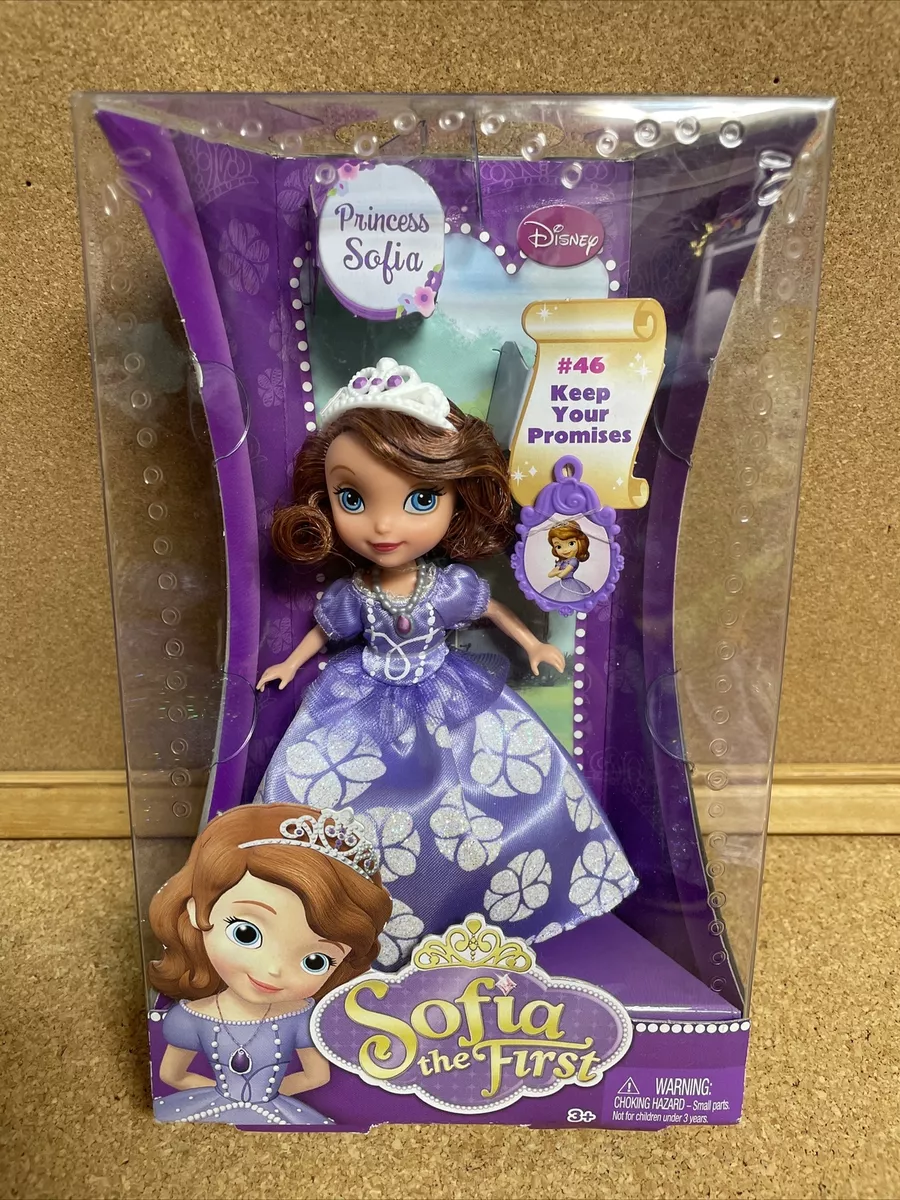 Princess
Sofia
Disney
#46
Keep
Your
Promises
Sofia
the First
3+
⚠ WARNING:
CHOKING HAZARD – Small parts.
Not for children under 3 years.